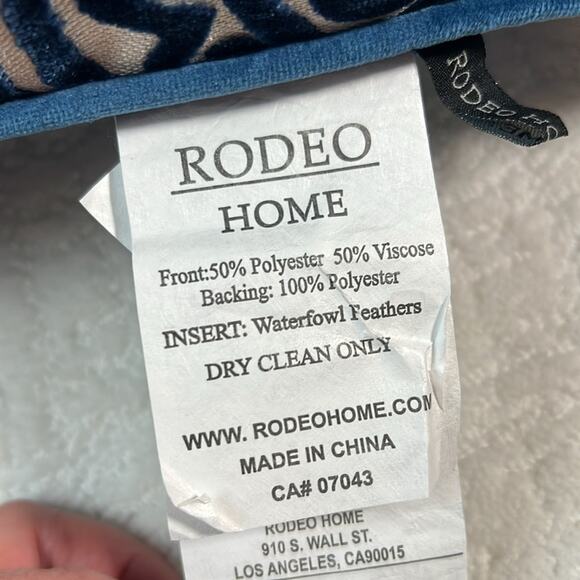 RODEO
HOME
Front:50% Polyester 50% Viscose
Backing: 100% Polyester
INSERT: Waterfowl Feathers
DRY CLEAN ONLY
WWW. RODEOHOME.COM
MADE IN CHINA
CA# 07043
RODEO HOME
910 S. WALL ST.
LOS ANGELES, CA90015
RODEO